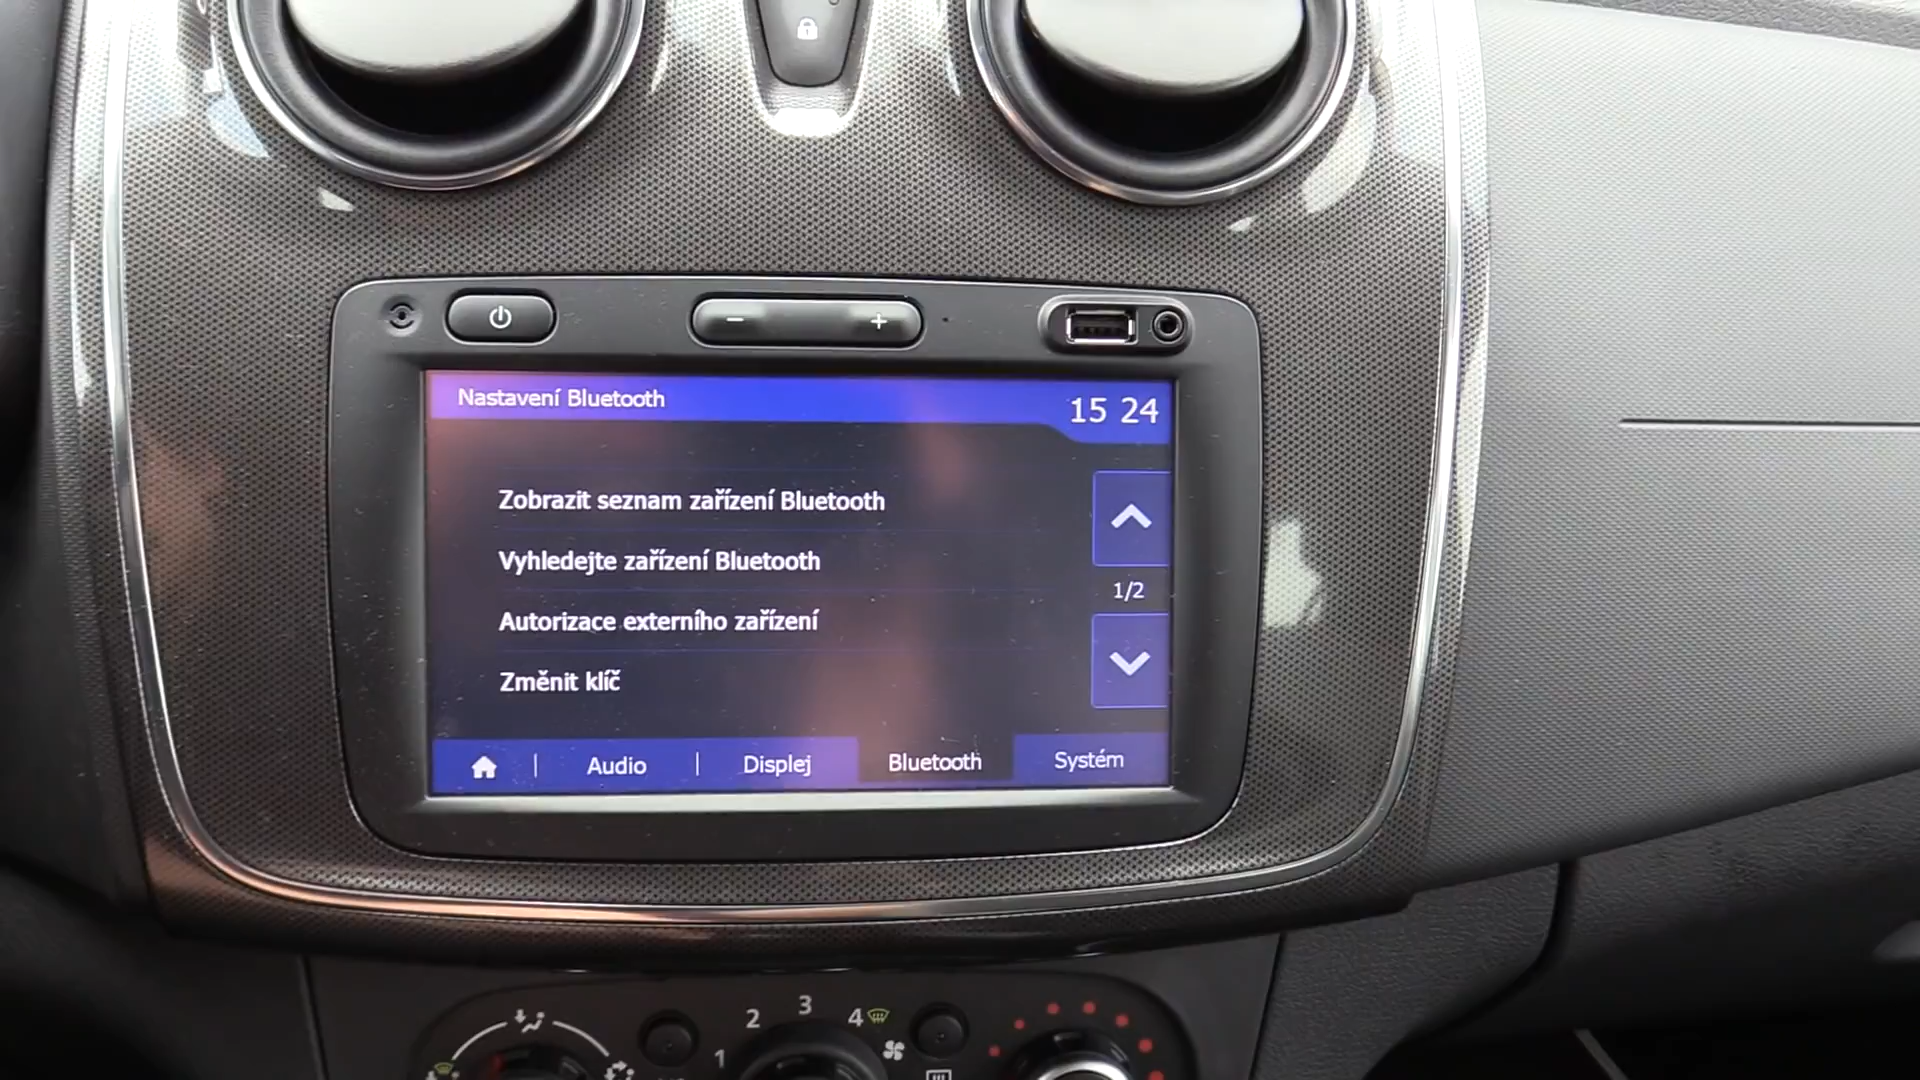 Nastavení Bluetooth
15 24
Zobrazit seznam zařízení Bluetooth
Vyhledejte zařízení Bluetooth
1/2
Autorizace externího zařízení
Změnit klíč
Audio | Displej Bluetooth Systém
1 2 3 4